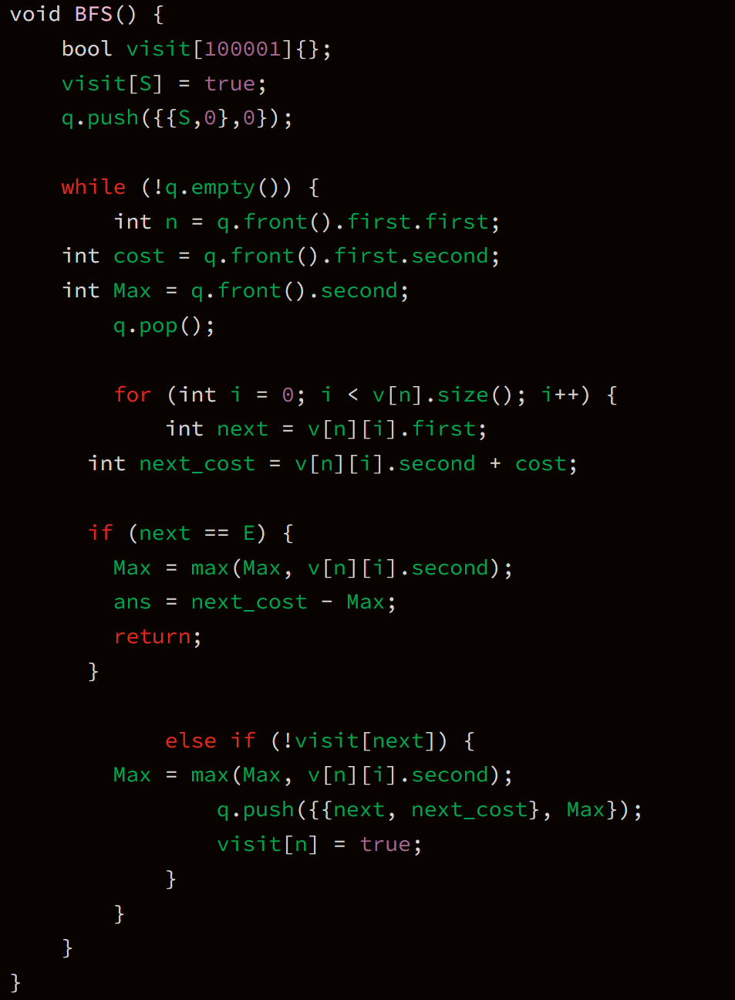 void BFS() {
    bool visit[100001]{};
    visit[S] = true;
    q.push({{S,0},0});

    while (!q.empty()) {
        int n = q.front().first.first;
    int cost = q.front().first.second;
    int Max = q.front().second;
        q.pop();

        for (int i = 0; i < v[n].size(); i++) {
            int next = v[n][i].first;
      int next_cost = v[n][i].second + cost;

      if (next == E) {
        Max = max(Max, v[n][i].second);
        ans = next_cost - Max;
        return;
      }

            else if (!visit[next]) {
        Max = max(Max, v[n][i].second);
                q.push({{next, next_cost}, Max});
                visit[n] = true;
            }
        }
    }
}